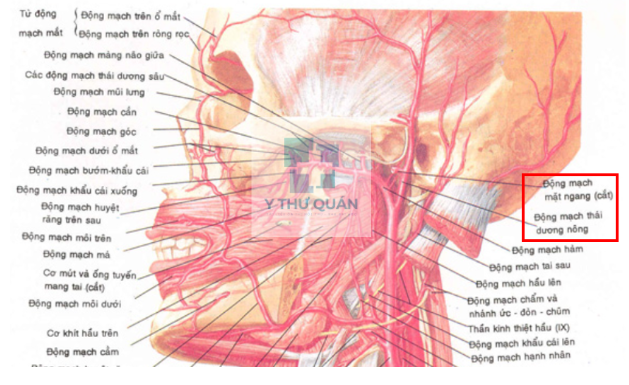 Từ động
mạch mắt
Động mạch trên ổ mắt
Động mạch trên ròng rọc
Động mạch màng não giữa
Các động mạch thái dương sâu
Động mạch mũi lưng
Động mạch cắn
Động mạch góc
Động mạch dưới ổ mắt
Động mạch bướm-khẩu cái
Động mạch khẩu cái xuống
Động mạch huyệt
răng trên sau
Động mạch môi trên
Động mạch má
Cơ mút và ống tuyến
mang tai (cắt)
Động mạch môi dưới
Cơ khít hầu trên
Động mạch cằm
Y THƯ QUÁN
Động mạch
mặt ngang (cắt)
Động mạch thái
dương nông
Động mạch hàm
Động mạch tai sau
Động mạch hầu lên
Động mạch chẩm và
nhánh ức - đòn - chũm
Thần kinh thiệt hầu (IX)
Động mạch khẩu cái lên
Động mạch hạnh nhân